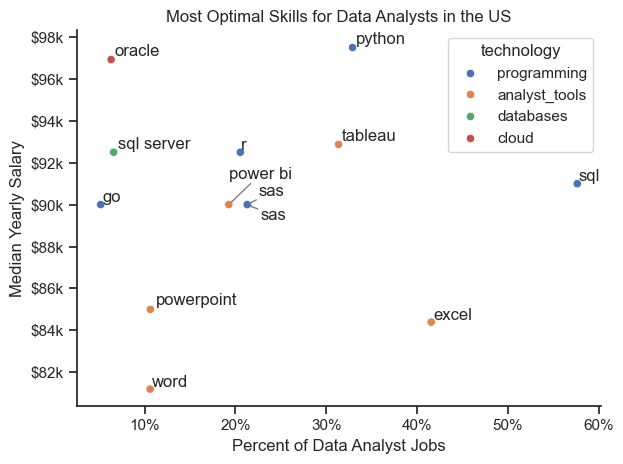 Most Optimal Skills for Data Analysts in the US
$98k
$96k
$94k
$92k
$90k
$88k
$86k
$84k
$82k
Median Yearly Salary
oracle
python
technology
programming
analyst_tools
databases
cloud
sql server
r
tableau
power bi
sas
sas
go
sql
powerpoint
excel
word
10%
20%
30%
40%
50%
60%
Percent of Data Analyst Jobs